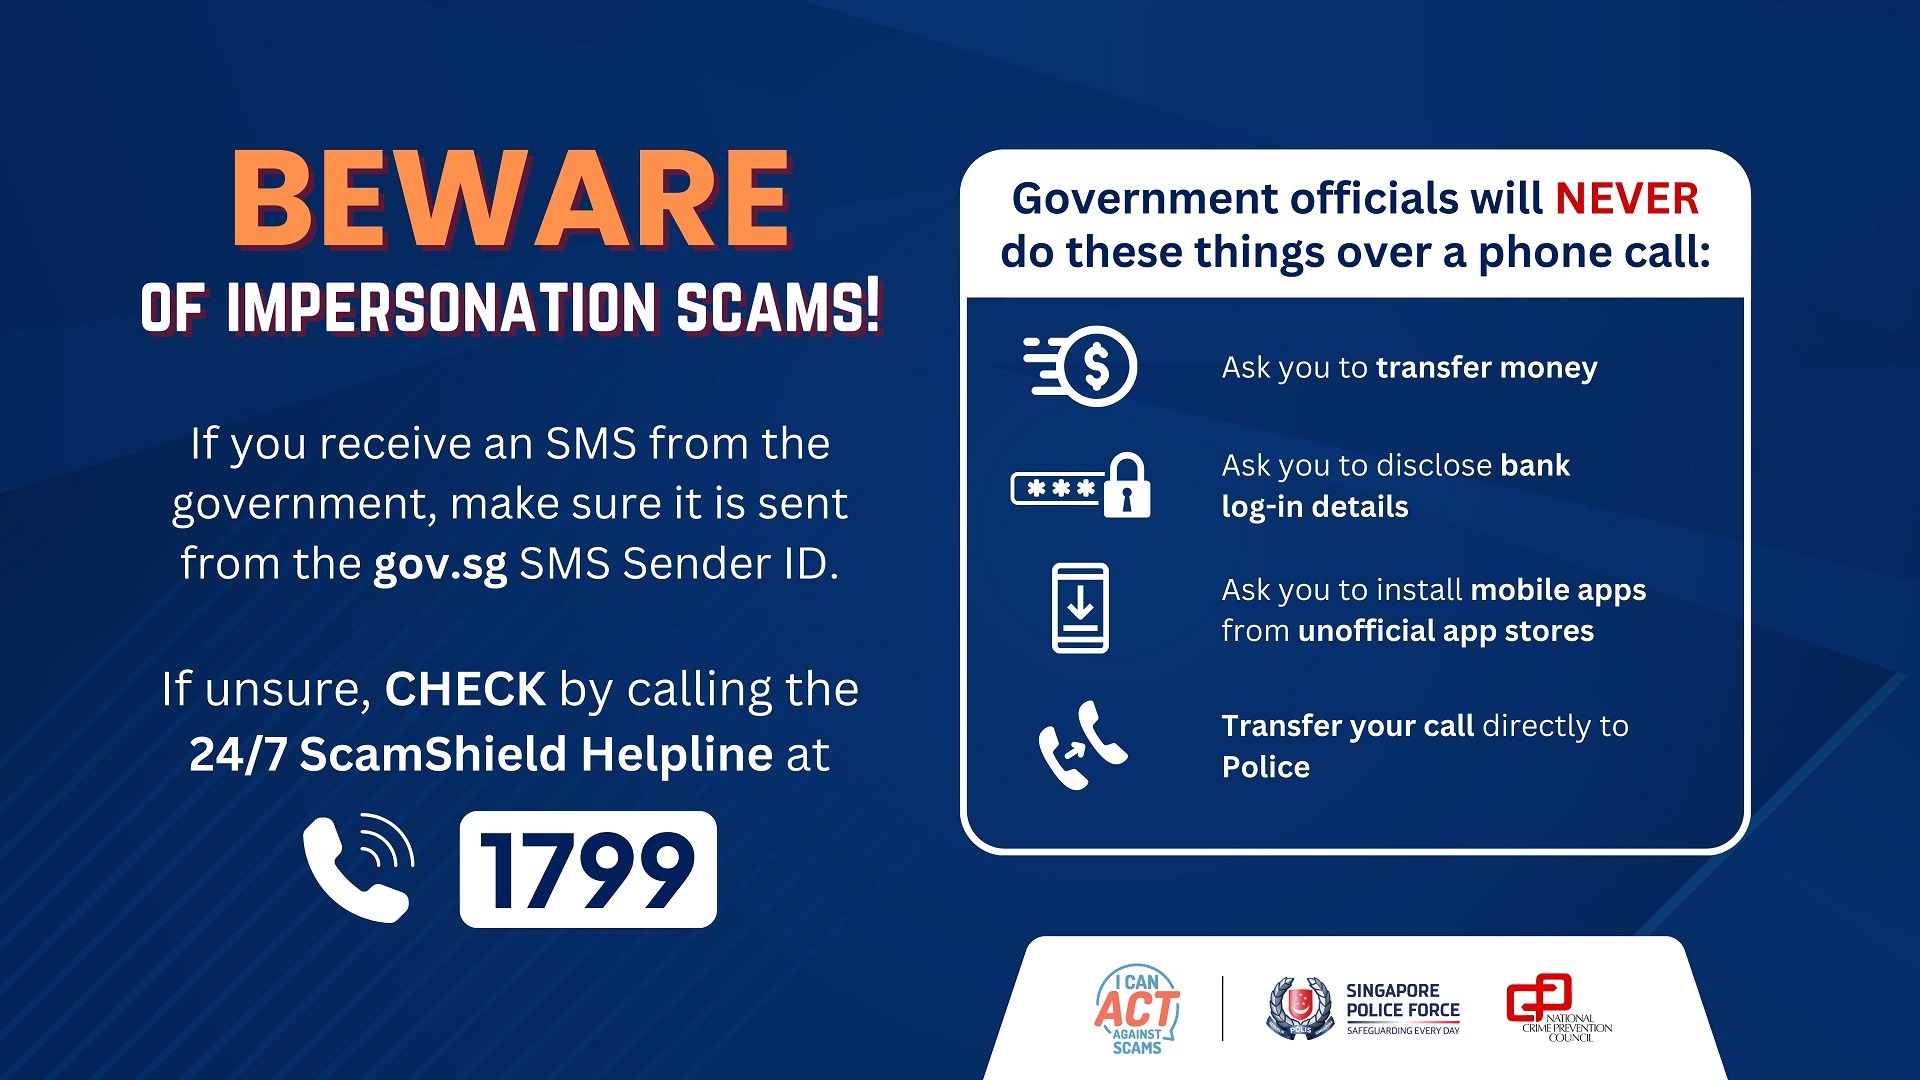 BEWARE
OF IMPERSONATION SCAMS!
If you receive an SMS from the
government, make sure it is sent
from the gov.sg SMS Sender ID.
If unsure, CHECK by calling the
24/7 ScamShield Helpline at
1799
Government officials will NEVER
do these things over a phone call:
$
Ask you to transfer money
***
Ask you to disclose bank
log-in details
Ask you to install mobile apps
from unofficial app stores
Transfer your call directly to
Police
I CAN
ACT
AGAINST
SCAMS
POLIS
SINGAPORE
POLICE FORCE
SAFEGUARDING EVERY DAY
NATIONAL
CRIME PREVENTION
COUNCIL